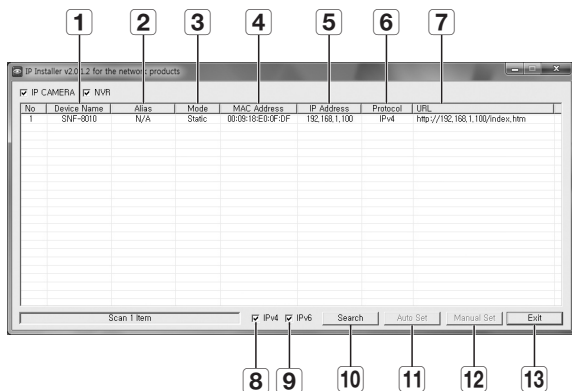 1 2 3 4 5 6 7
IP Installer v2.0.1.2 for the network products
IP CAMERA NVR
No Device Name Alias Mode MAC Address IP Address Protocol URL
1 SNF-8010 N/A Static 00:09:18:E0:0F:DF 192,168,1,100 IPv4 http://192,168,1,100/index,htm
Scan 1 Item IPv4 IPv6 Search Auto Set Manual Set Exit
8 9 10 11 12 13